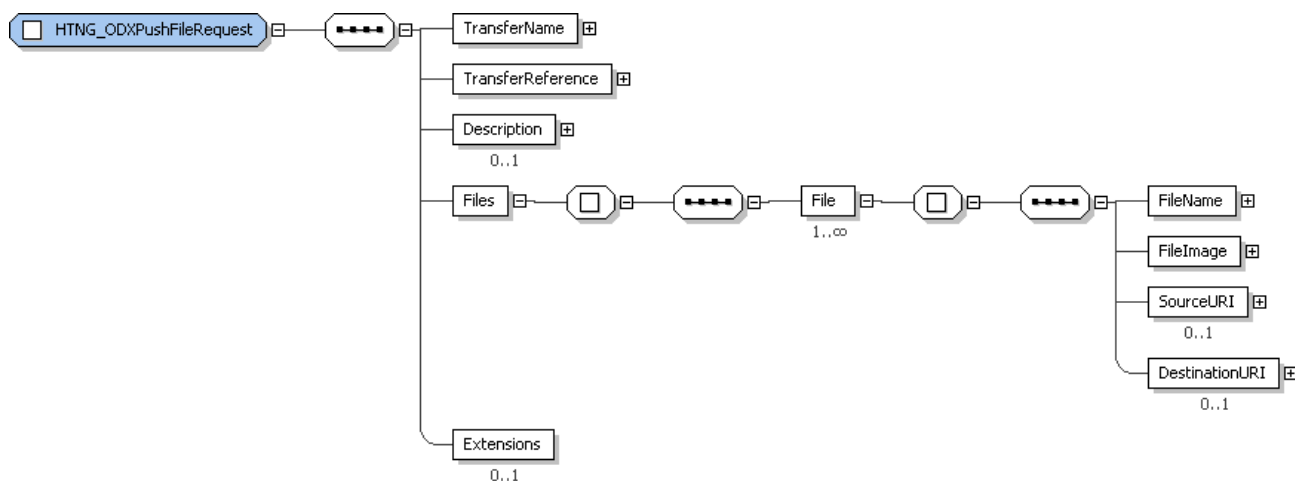 HTNG_ODXPushFileRequest
TransferName
TransferReference
Description
0..1
Files
File
1..∞
FileName
FileImage
SourceURI
0..1
DestinationURI
0..1
Extensions
0..1